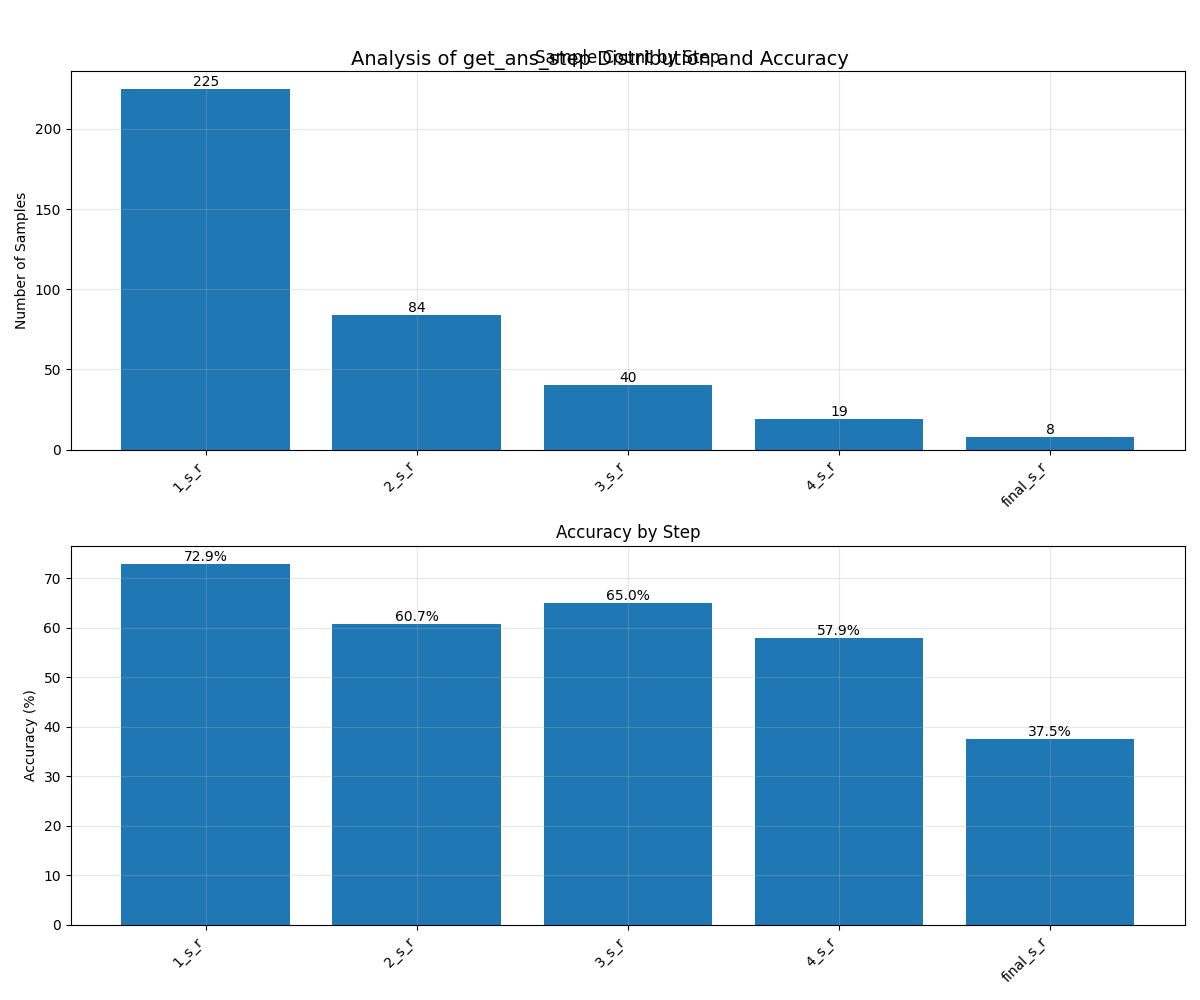 Analysis of get_ans_step Distribution and Accuracy
Sample Count by Step
Number of Samples
200
150
100
50
0
225
84
40
19
8
1_s_r
2_s_r
3_s_r
4_s_r
final_s_r
Accuracy by Step
Accuracy (%)
70
60
50
40
30
20
10
0
72.9%
60.7%
65.0%
57.9%
37.5%
1_s_r
2_s_r
3_s_r
4_s_r
final_s_r